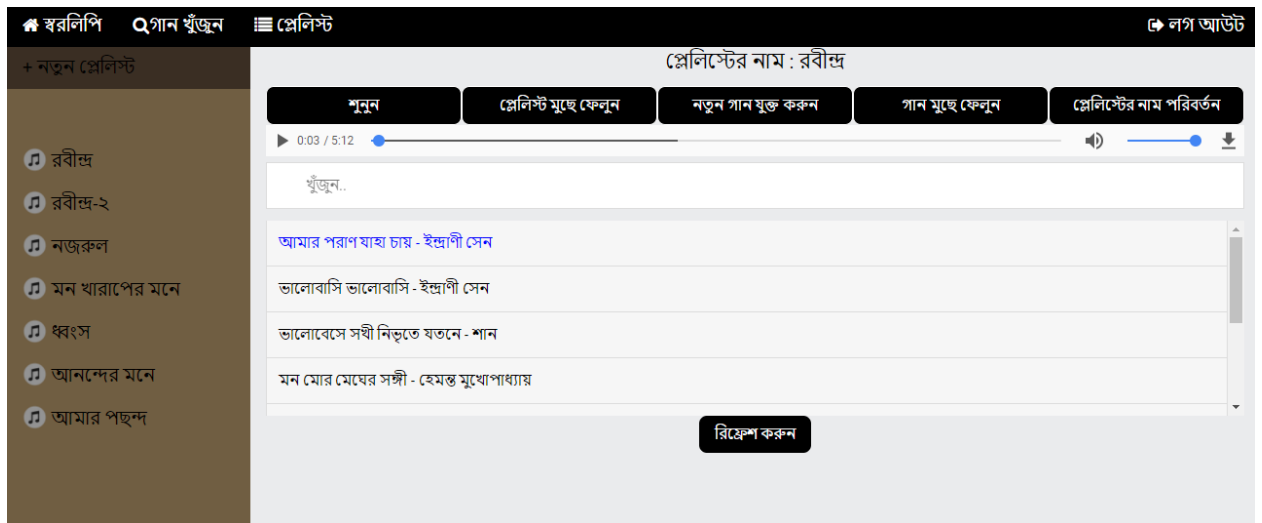 স্বরলিপি গান খুঁজুন প্লেলিস্ট লগ আউট
+ নতুন প্লেলিস্ট
রবীন্দ্র
রবীন্দ্র-২
নজরুল
মন খারাপের মনে
ধ্বংস
আনন্দের মনে
আমার পছন্দ
প্লেলিস্টের নাম : রবীন্দ্র
শুনুন প্লেলিস্ট মুছে ফেলুন নতুন গান যুক্ত করুন গান মুছে ফেলুন প্লেলিস্টের নাম পরিবর্তন
0:03 / 5:12
খুঁজুন..
আমার পরাণ যাহা চায় - ইন্দ্রাণী সেন
ভালোবাসি ভালোবাসি - ইন্দ্রাণী সেন
ভালোবেসে সখী নিভৃতে যতনে - শান
মন মোর মেঘের সঙ্গী - হেমন্ত মুখোপাধ্যায়
রিফ্রেশ করুন